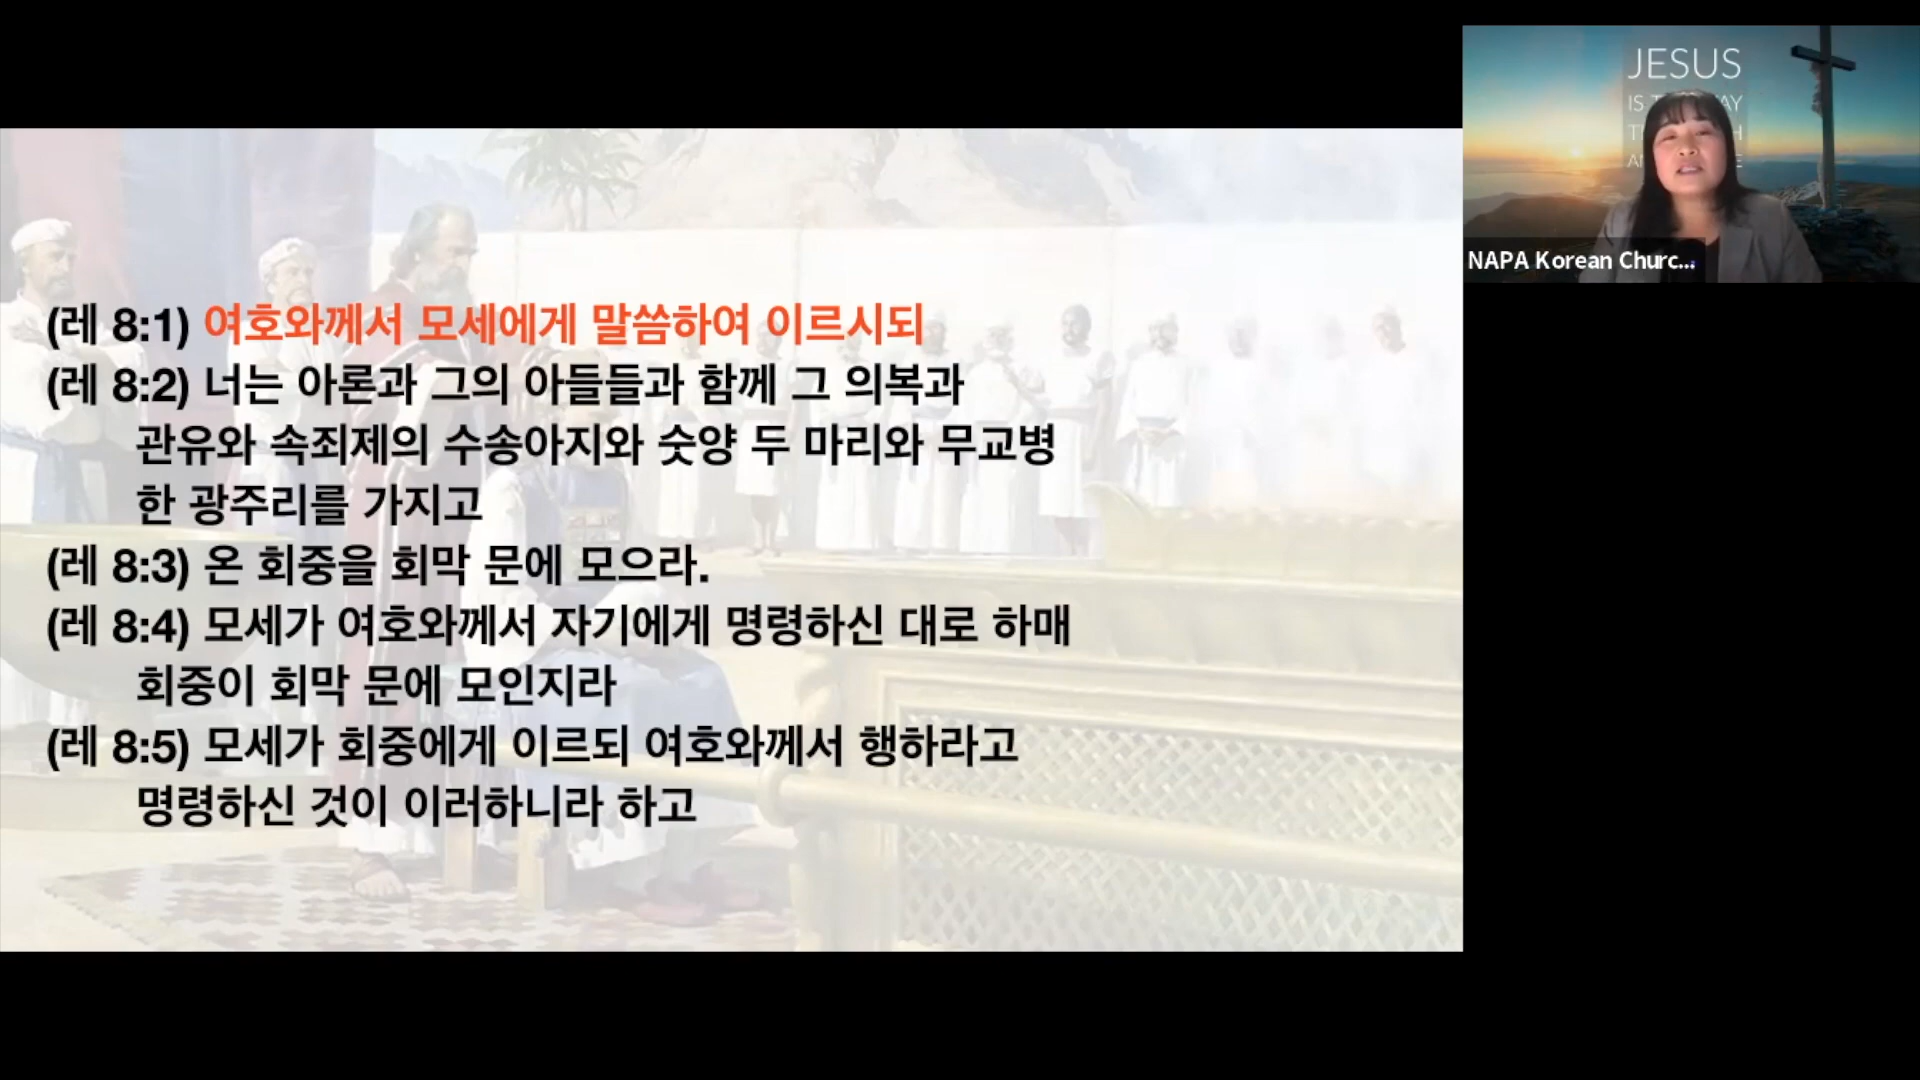 (레 8:1) 여호와께서 모세에게 말씀하여 이르시되
(레 8:2) 너는 아론과 그의 아들들과 함께 그 의복과
관유와 속죄제의 수송아지와 숫양 두 마리와 무교병
한 광주리를 가지고
(레 8:3) 온 회중을 회막 문에 모으라.
(레 8:4) 모세가 여호와께서 자기에게 명령하신 대로 하매
회중이 회막 문에 모인지라
(레 8:5) 모세가 회중에게 이르되 여호와께서 행하라고
명령하신 것이 이러하니라 하고
JESUS
IS
NAPA Korean Churc...